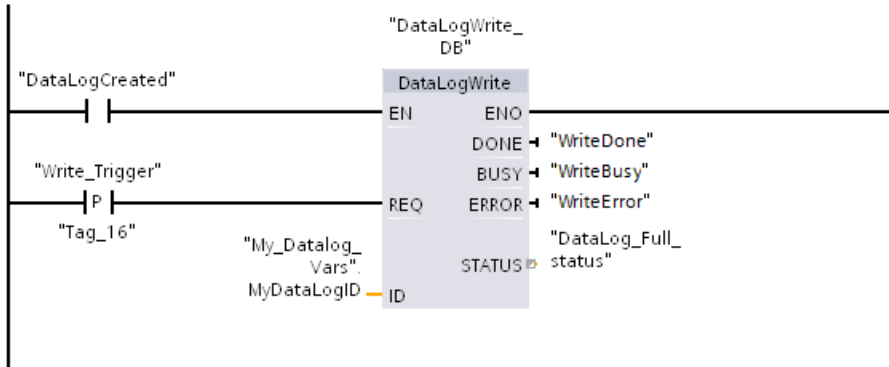 "DataLogWrite_
DB"
"DataLogCreated"
DataLogWrite
EN ENO
DONE "WriteDone"
"Write_Trigger"
BUSY "WriteBusy"
P
REQ ERROR "WriteError"
"Tag_16"
"My_Datalog_
Vars".
MyDataLogID
ID
STATUS
"DataLog_Full_
status"